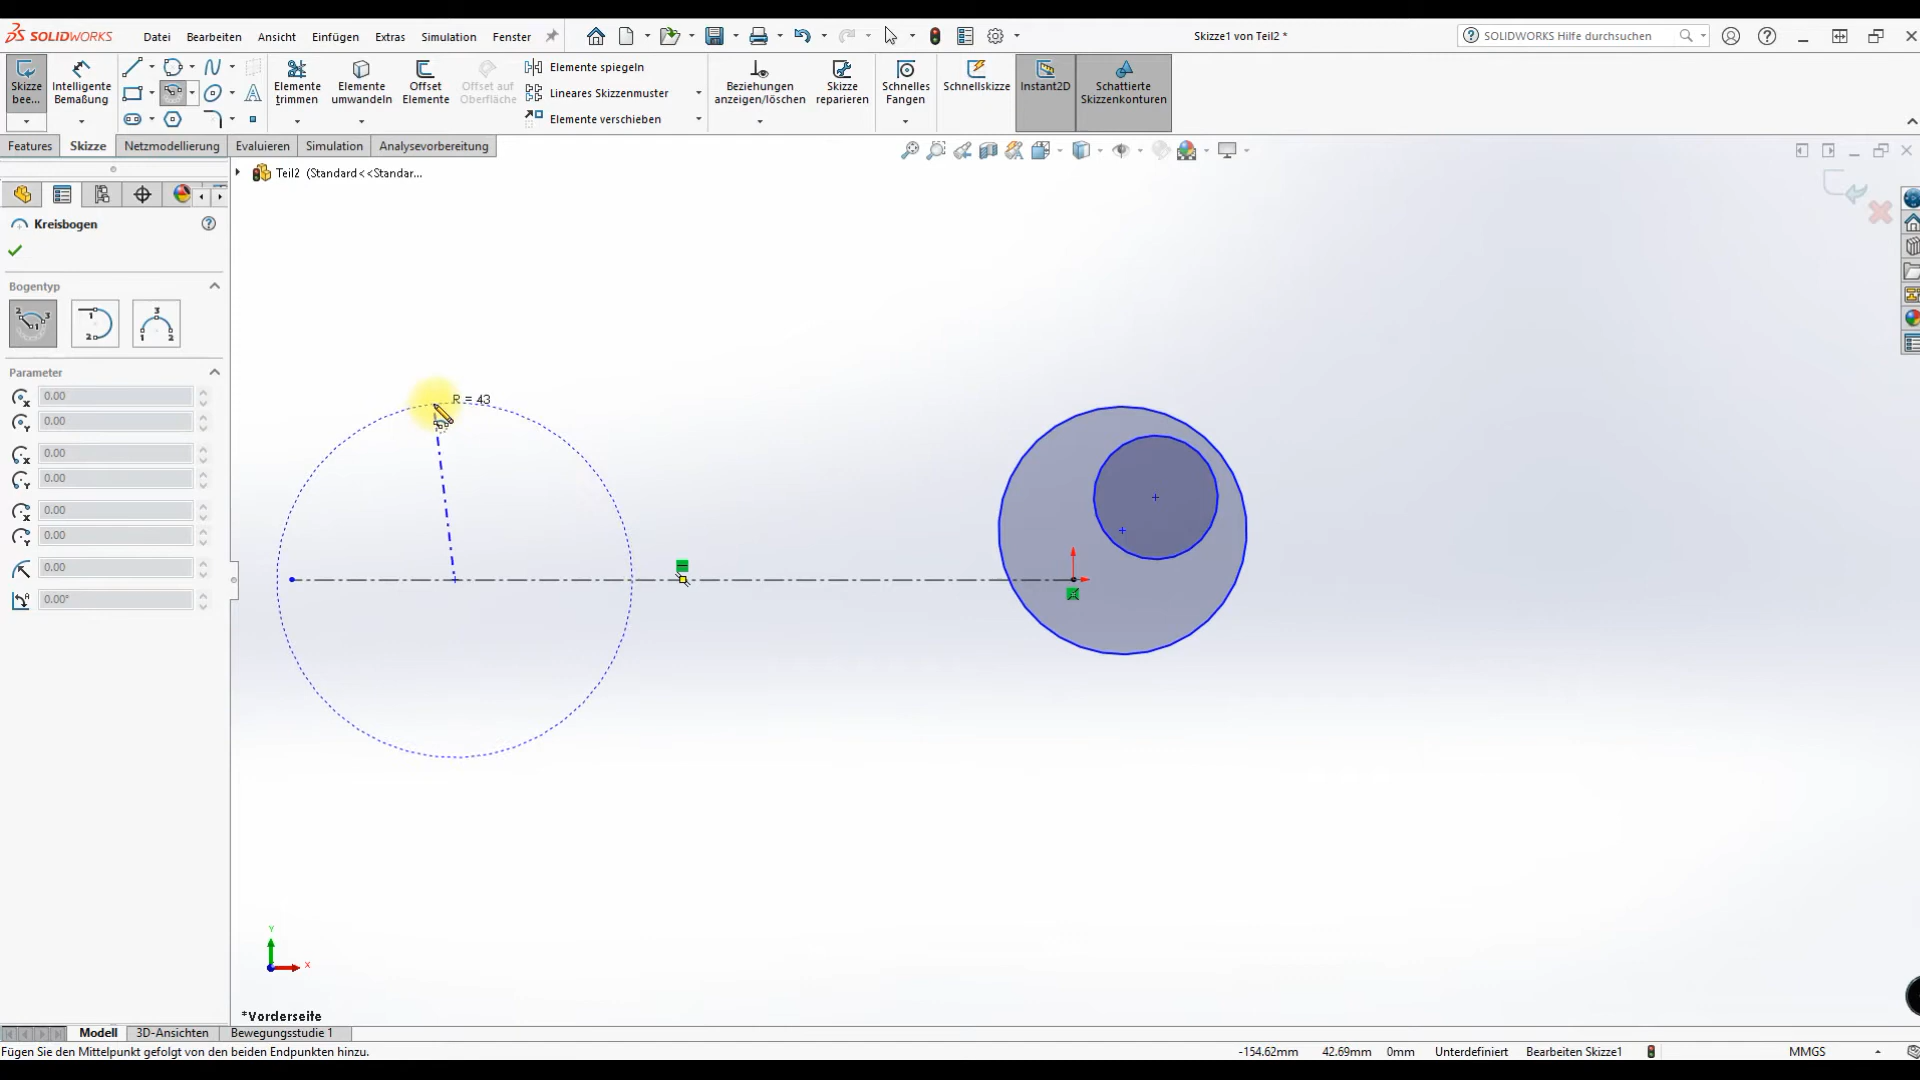 SOLIDWORKS
Datei
Bearbeiten
Ansicht
Einfügen
Extras
Simulation
Fenster
Skizze1 von Teil2 *
SOLIDWORKS Hilfe durchsuchen
Skizze bee...
Intelligente Bemaßung
Elemente trimmen
Elemente umwandeln
Offset Elemente
Offset auf Oberfläche
Elemente spiegeln
Lineares Skizzenmuster
Elemente verschieben
Beziehungen anzeigen/löschen
Skizze reparieren
Schnelles Fangen
Schnellskizze
Instant2D
Schattierte Skizzenkonturen
Features
Skizze
Netzmodellierung
Evaluieren
Simulation
Analysevorbereitung
Teil2 (Standard<<Standar...
Kreisbogen
Bogentyp
Parameter
0.00
0.00
0.00
0.00
0.00
0.00
0.00
0.00°
R = 43
Y
X
*Vorderseite
Modell
3D-Ansichten
Bewegungsstudie 1
Fügen Sie den Mittelpunkt gefolgt von den beiden Endpunkten hinzu.
-154.62mm
42.69mm
0mm
Unterdefiniert
Bearbeiten Skizze1
MMGS